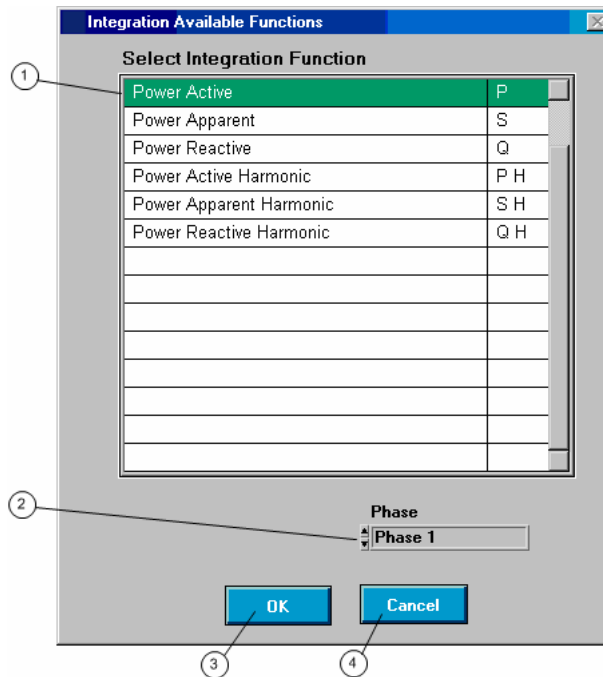 Integration Available Functions
Select Integration Function
1
Power Active P
Power Apparent S
Power Reactive Q
Power Active Harmonic P H
Power Apparent Harmonic S H
Power Reactive Harmonic Q H
2
Phase
Phase 1
OK Cancel
3 4